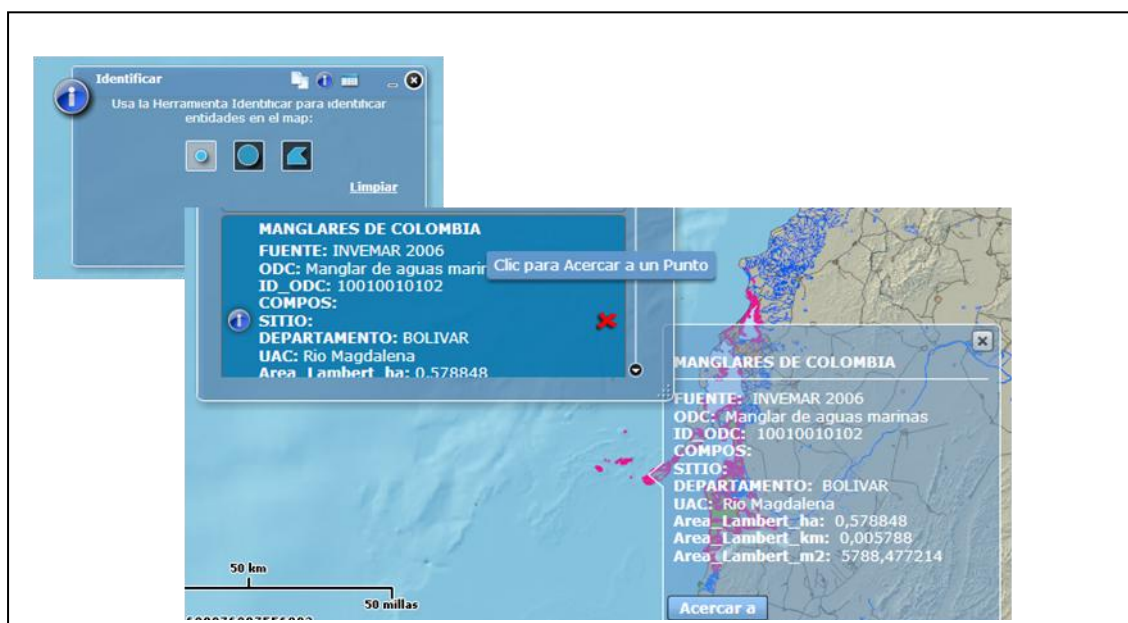 Identificar
Usa la Herramienta Identificar para identificar
entidades en el map:
Limpiar
MANGLARES DE COLOMBIA
FUENTE: INVEMAR 2006
ODC: Manglar de aguas marin
ID_ODC: 10010010102
COMPOS:
SITIO:
DEPARTAMENTO: BOLIVAR
UAC: Rio Magdalena
Area_Lambert_ha: 0,578848
Clic para Acercar a un Punto
MANGLARES DE COLOMBIA
FUENTE: INVEMAR 2006
ODC: Manglar de aguas marinas
ID_ODC: 10010010102
COMPOS:
SITIO:
DEPARTAMENTO: BOLIVAR
UAC: Rio Magdalena
Area_Lambert_ha: 0,578848
Area_Lambert_km: 0,005788
Area_Lambert_m2: 5788,477214
Acercar a
50 km
50 millas